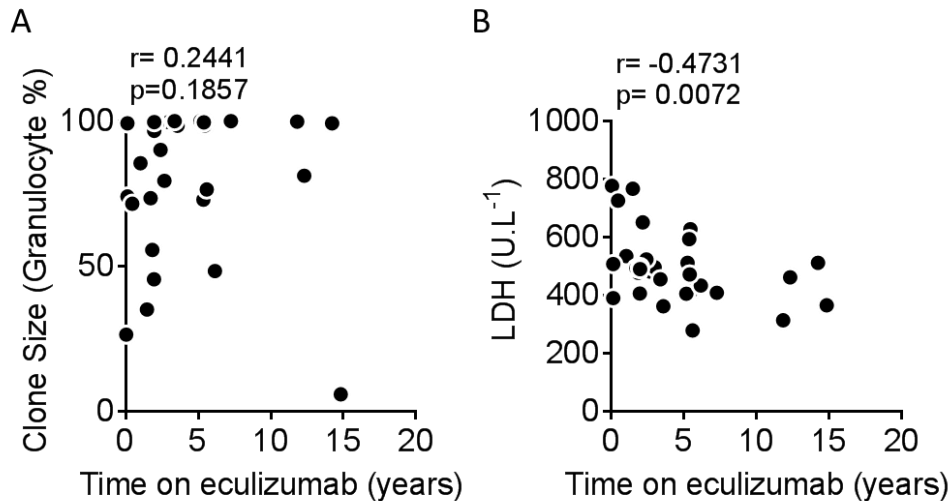 A
r= 0.2441
p=0.1857
Clone Size (Granulocyte %)
100
50
0
0 5 10 15 20
Time on eculizumab (years)
B
r= -0.4731
p= 0.0072
LDH (U.L⁻¹)
1000
800
600
400
200
0
0 5 10 15 20
Time on eculizumab (years)